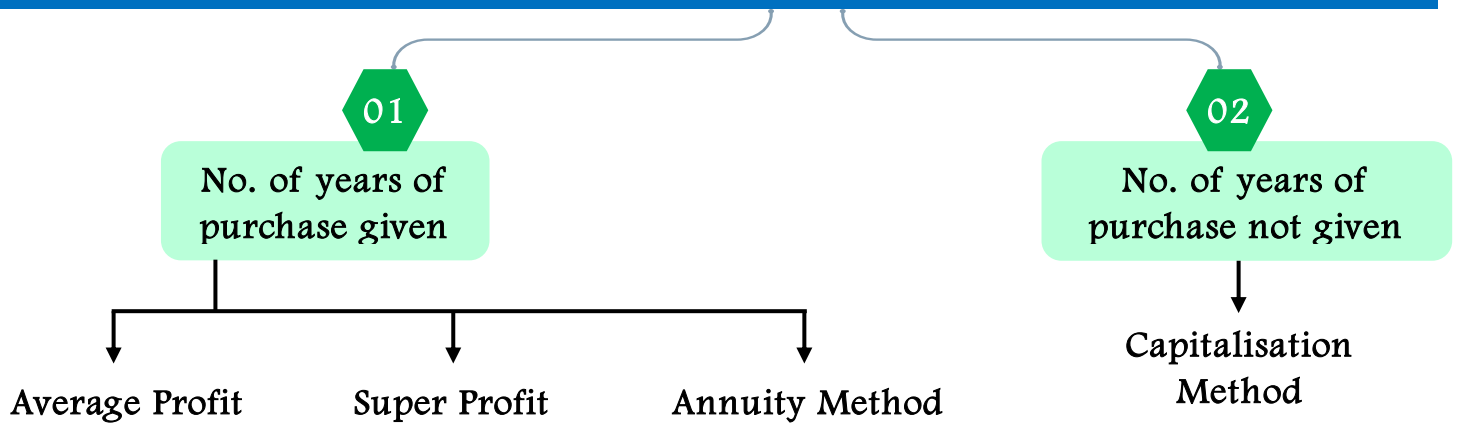 01
No. of years of
purchase given
Average Profit
Super Profit
Annuity Method
02
No. of years of
purchase not given
Capitalisation
Method